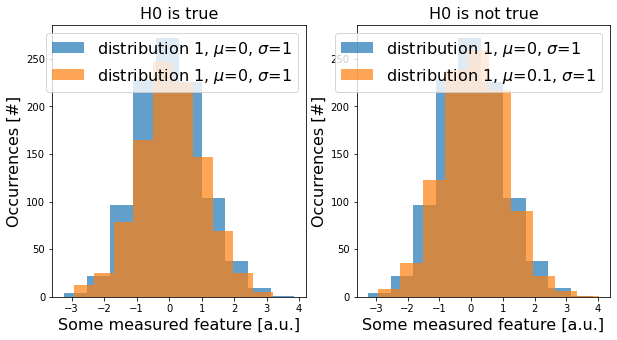 H0 is true
distribution 1, μ=0, σ=1
distribution 1, μ=0, σ=1
Occurrences [#]
250
200
150
100
50
0
−3 −2 −1 0 1 2 3 4
Some measured feature [a.u.]
H0 is not true
distribution 1, μ=0, σ=1
distribution 1, μ=0.1, σ=1
Occurrences [#]
250
200
150
100
50
0
−3 −2 −1 0 1 2 3 4
Some measured feature [a.u.]